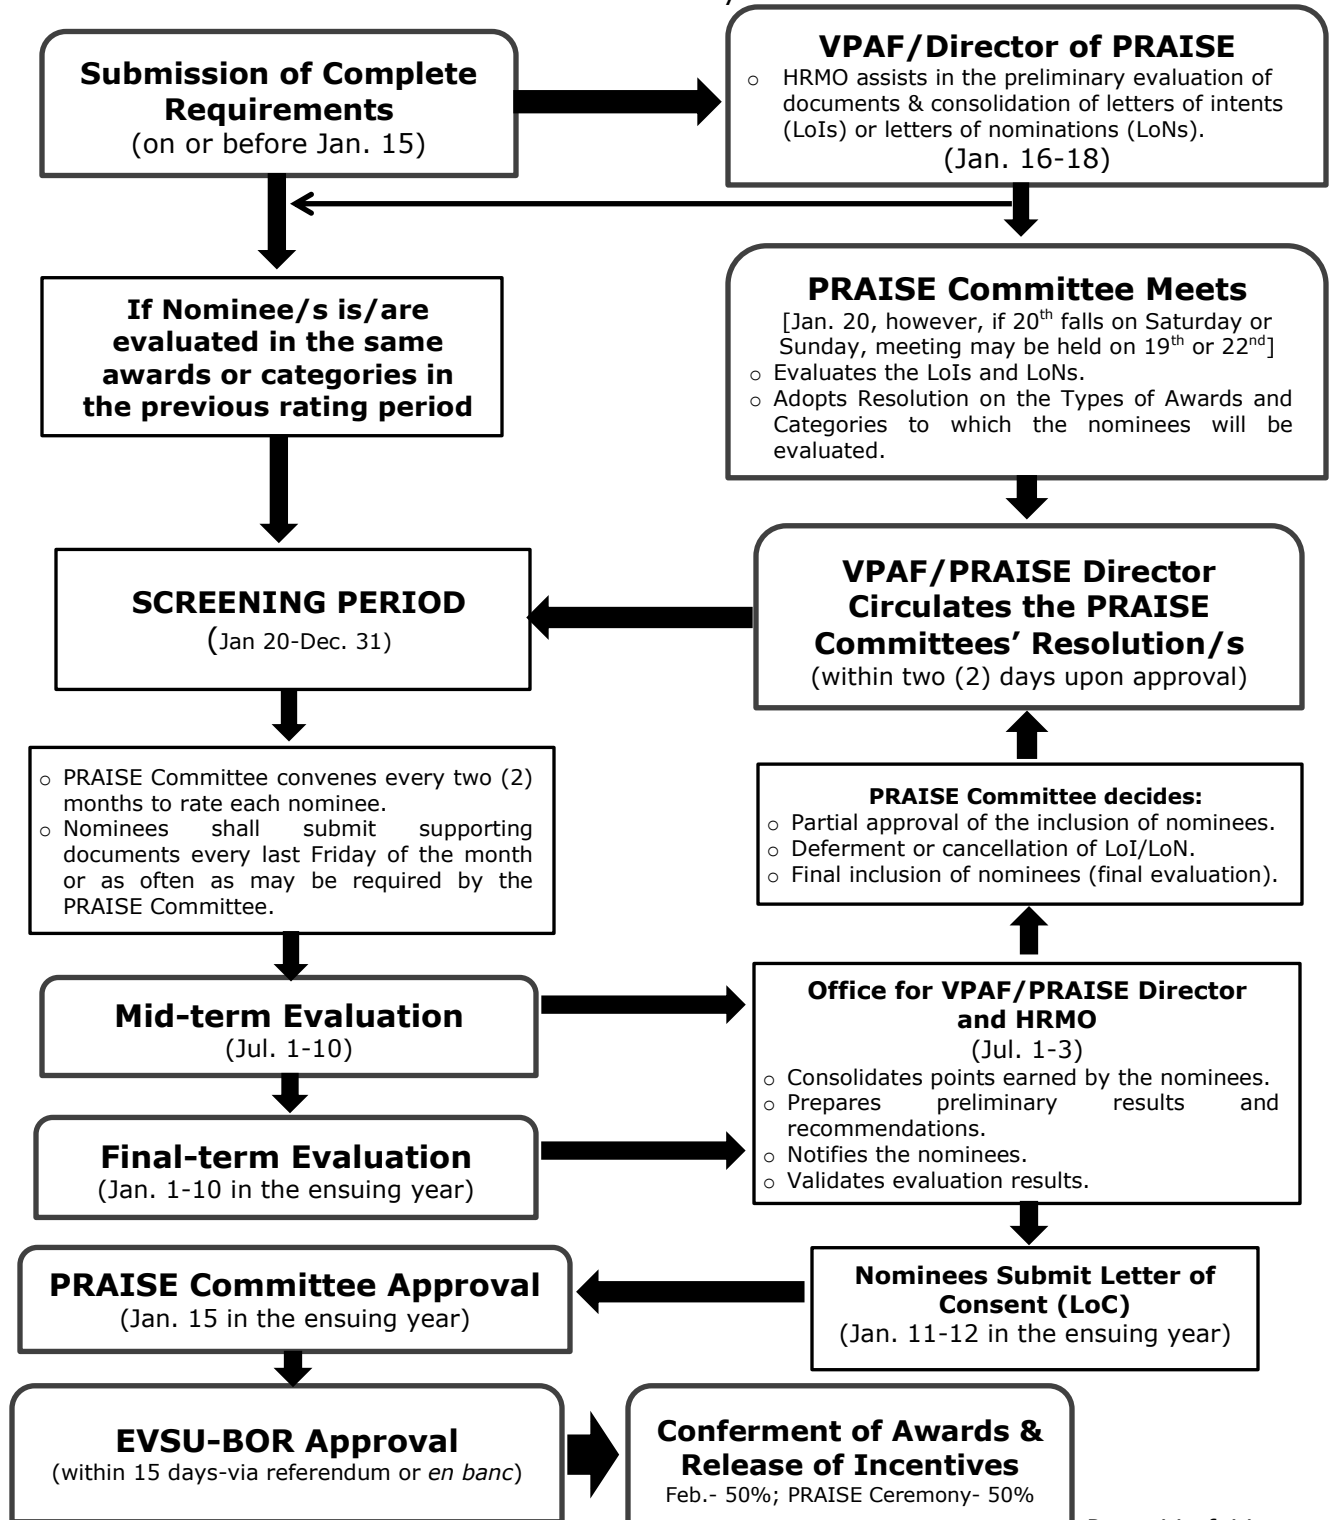 Submission of Complete
Requirements
(on or before Jan. 15)
VPAF/Director of PRAISE
o HRMO assists in the preliminary evaluation of
documents & consolidation of letters of intents
(LoIs) or letters of nominations (LoNs).
(Jan. 16-18)
If Nominee/s is/are
evaluated in the same
awards or categories in
the previous rating period
PRAISE Committee Meets
[Jan. 20, however, if 20th falls on Saturday or
Sunday, meeting may be held on 19th or 22nd]
o Evaluates the LoIs and LoNs.
o Adopts Resolution on the Types of Awards and
Categories to which the nominees will be
evaluated.
SCREENING PERIOD
(Jan 20-Dec. 31)
VPAF/PRAISE Director
Circulates the PRAISE
Committees' Resolution/s
(within two (2) days upon approval)
o PRAISE Committee convenes every two (2)
months to rate each nominee.
o Nominees shall submit supporting
documents every last Friday of the month
or as often as may be required by the
PRAISE Committee.
PRAISE Committee decides:
o Partial approval of the inclusion of nominees.
o Deferment or cancellation of LoI/LoN.
o Final inclusion of nominees (final evaluation).
Mid-term Evaluation
(Jul. 1-10)
Office for VPAF/PRAISE Director
and HRMO
(Jul. 1-3)
o Consolidates points earned by the nominees.
o Prepares preliminary results and
recommendations.
o Notifies the nominees.
o Validates evaluation results.
Final-term Evaluation
(Jan. 1-10 in the ensuing year)
PRAISE Committee Approval
(Jan. 15 in the ensuing year)
Nominees Submit Letter of
Consent (LoC)
(Jan. 11-12 in the ensuing year)
EVSU-BOR Approval
(within 15 days-via referendum or en banc)
Conferment of Awards &
Release of Incentives
Feb.- 50%; PRAISE Ceremony- 50%